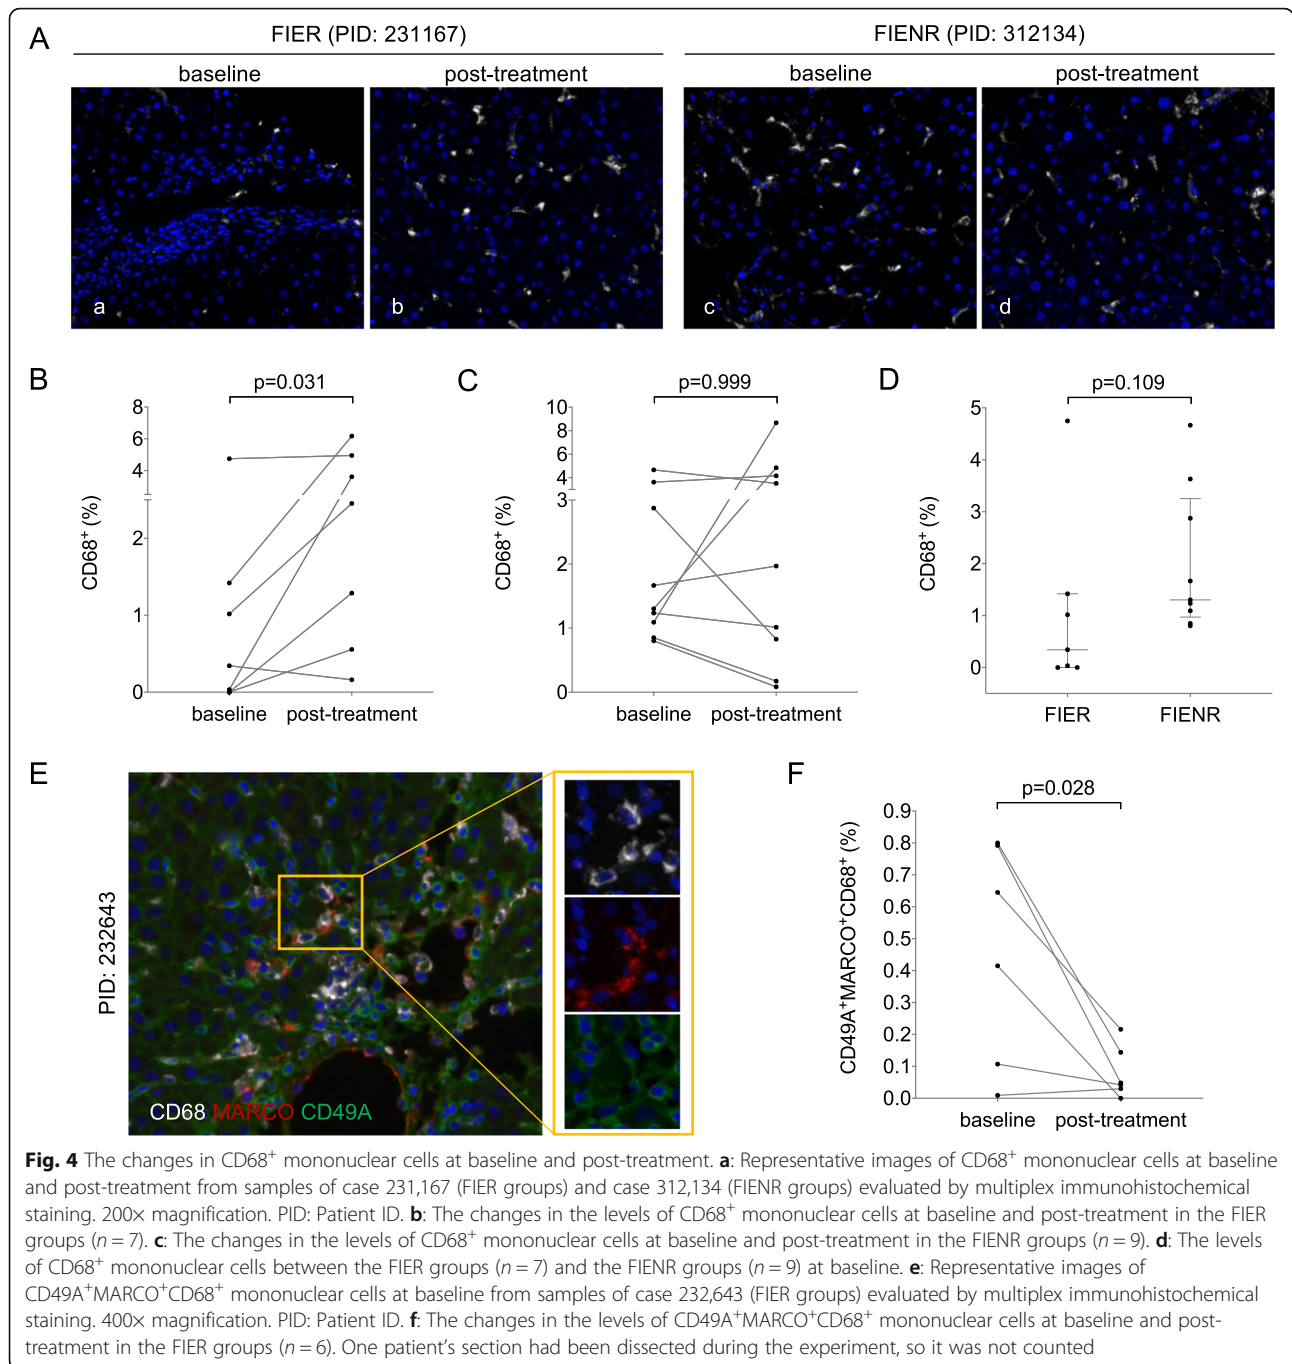 A
FIER (PID: 231167)
FIENR (PID: 312134)
baseline
post-treatment
baseline
post-treatment
a
b
c
d
B
p=0.031
CD68⁺ (%)
8
6
4
2
1
0
baseline
post-treatment
C
p=0.999
CD68⁺ (%)
10
8
6
4
3
2
1
0
baseline
post-treatment
D
p=0.109
CD68⁺ (%)
5
4
3
2
1
0
FIER
FIENR
E
PID: 232643
CD68 MARCO CD49A
F
p=0.028
CD49A⁺MARCO⁺CD68⁺ (%)
0.9
0.8
0.7
0.6
0.5
0.4
0.3
0.2
0.1
0.0
baseline
post-treatment
Fig. 4 The changes in CD68⁺ mononuclear cells at baseline and post-treatment. a: Representative images of CD68⁺ mononuclear cells at baseline
and post-treatment from samples of case 231,167 (FIER groups) and case 312,134 (FIENR groups) evaluated by multiplex immunohistochemical
staining. 200× magnification. PID: Patient ID. b: The changes in the levels of CD68⁺ mononuclear cells at baseline and post-treatment in the FIER
groups (n = 7). c: The changes in the levels of CD68⁺ mononuclear cells at baseline and post-treatment in the FIENR groups (n = 9). d: The levels
of CD68⁺ mononuclear cells between the FIER groups (n = 7) and the FIENR groups (n = 9) at baseline. e: Representative images of
CD49A⁺MARCO⁺CD68⁺ mononuclear cells at baseline from samples of case 232,643 (FIER groups) evaluated by multiplex immunohistochemical
staining. 400× magnification. PID: Patient ID. f: The changes in the levels of CD49A⁺MARCO⁺CD68⁺ mononuclear cells at baseline and post-
treatment in the FIER groups (n = 6). One patient's section had been dissected during the experiment, so it was not counted